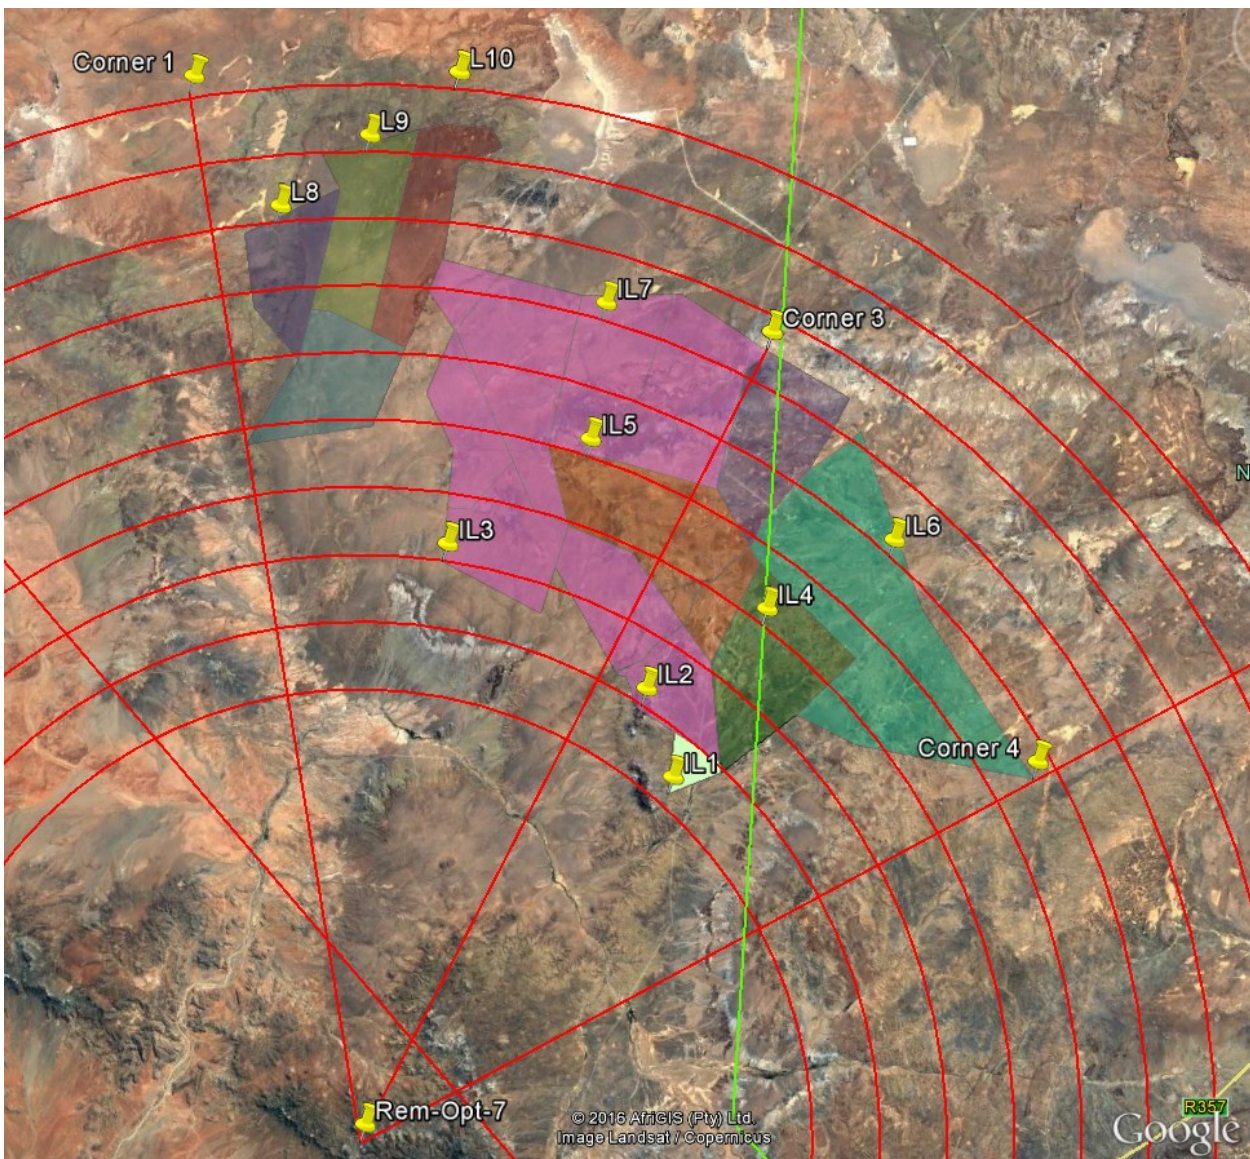 Corner 1
L10
L9
L8
IL7
Corner 3
IL5
N
IL6
IL3
IL4
IL2
Corner 4
IL1
Rem-Opt-7
© 2016 AfriGIS (Pty) Ltd.
Image Landsat / Copernicus
R357
Google